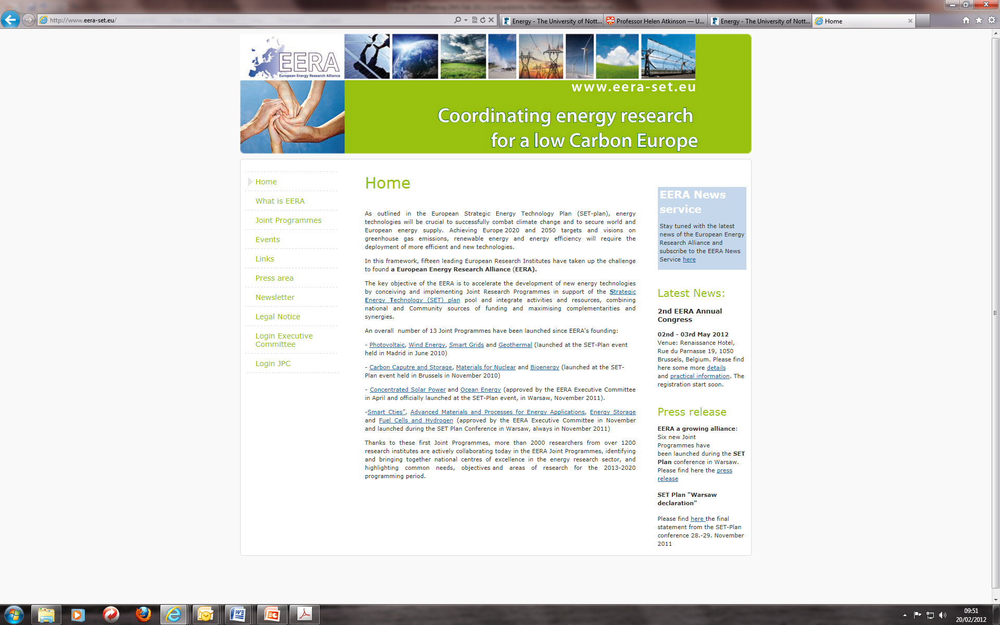 http://www.eera-set.eu/
Energy - The University of Nott...
Professor Helen Atkinson — U...
Energy - The University of Nott...
Home
EERA
European Energy Research Alliance
www.eera-set.eu
Coordinating energy research
for a low Carbon Europe
Home
What is EERA
Joint Programmes
Events
Links
Press area
Newsletter
Legal Notice
Login Executive
Committee
Login JPC
Home
As outlined in the European Strategic Energy Technology Plan (SET-plan), energy
technologies will be crucial to successfully combat climate change and to secure world and
European energy supply. Achieving Europe 2020 and 2050 targets and visions on
greenhouse gas emissions, renewable energy and energy efficiency will require the
deployment of more efficient and new technologies.
In this framework, fifteen leading European Research Institutes have taken up the challenge
to found a European Energy Research Alliance (EERA).
The key objective of the EERA is to accelerate the development of new energy technologies
by conceiving and implementing Joint Research Programmes in support of the Strategic
Energy Technology (SET) plan pool and integrate activities and resources, combining
national and Community sources of funding and maximising complementarities and
synergies.
An overall number of 13 Joint Programmes have been launched since EERA's founding:
- Photovoltaic, Wind Energy, Smart Grids and Geothermal (launched at the SET-Plan event
held in Madrid in June 2010)
- Carbon Caputre and Storage, Materials for Nuclear and Bioenergy (launched at the SET-
Plan event held in Brussels in November 2010)
- Concentrated Solar Power and Ocean Energy (approved by the EERA Executive Committee
in April and officially launched at the SET-Plan event, in Warsaw, November 2011).
-Smart Cties”, Advanced Materials and Processes for Energy Applications, Energy Storage
and Fuel Cells and Hydrogen (approved by the EERA Executive Committee in November
and launched during the SET Plan Conference in Warsaw, always in November 2011)
Thanks to these first Joint Programmes, more than 2000 researchers from over 1200
research institutes are actively collaborating today in the EERA Joint Programmes, identifying
and bringing together national centres of excellence in the energy research sector, and
highlighting common needs, objectives and areas of research for the 2013-2020
programming period.
EERA News
service
Stay tuned with the latest
news of the European Energy
Research Alliance and
subscribe to the EERA News
Service here
Latest News:
2nd EERA Annual
Congress
02nd - 03rd May 2012
Venue: Renaissance Hotel,
Rue du Parnasse 19, 1050
Brussels, Belgium. Please find
here some more details
and practical information. The
registration start soon.
Press release
EERA a growing alliance:
Six new Joint
Programmes have
been launched during the SET
Plan conference in Warsaw.
Please find here the press
release
SET Plan "Warsaw
declaration"
Please find here the final
statement from the SET-Plan
conference 28.-29. November
2011
09:51
20/02/2012